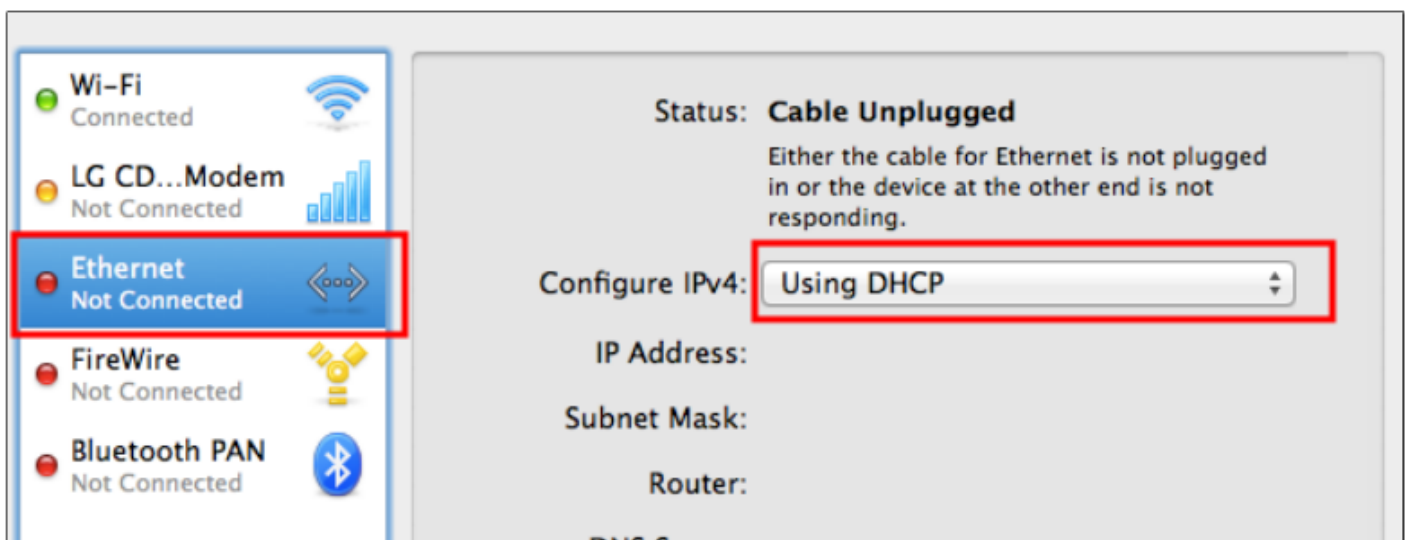 Wi-Fi
Connected
LG CD...Modem
Not Connected
Ethernet
Not Connected
FireWire
Not Connected
Bluetooth PAN
Not Connected
Status: Cable Unplugged
Either the cable for Ethernet is not plugged
in or the device at the other end is not
responding.
Configure IPv4: Using DHCP
IP Address:
Subnet Mask:
Router: